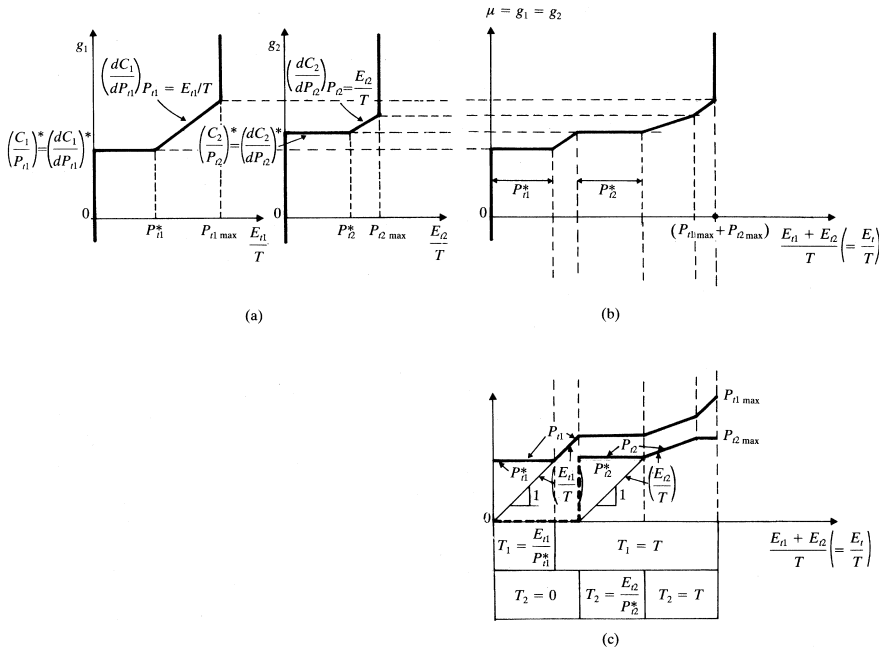 μ = g1 = g2
g1
g2
(dC1/dPt1)Pt1 = Et1/T
(dC2/dPt2)Pt2 = Et2/T
(C1/Pt1)* = (dC1/dPt1)*
(C2/Pt2)* = (dC2/dPt2)*
P*t1
P*t2
0
0
0
P*t1
Pt1 max
Et1/T
P*t2
Pt2 max
Et2/T
(Pt1 max + Pt2 max)
(Et1 + Et2)/T (= Et/T)
(a)
(b)
Pt1 max
Pt1
Pt2
Pt2 max
P*t1
(Et1/T)
P*t2
(Et2/T)
1
1
0
T1 = Et1/P*t1
T1 = T
(Et1 + Et2)/T (= Et/T)
T2 = 0
T2 = Et2/P*t2
T2 = T
(c)